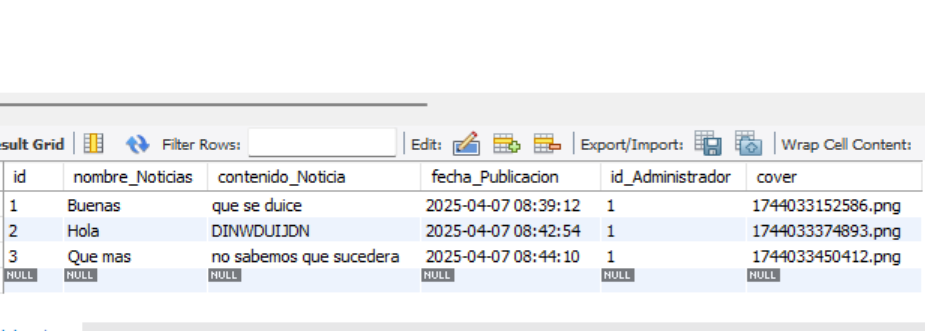 Result Grid Filter Rows: Edit: Export/Import: Wrap Cell Content:
id nombre_Noticias contenido_Noticia fecha_Publicacion id_Administrador cover
1 Buenas que se duice 2025-04-07 08:39:12 1 1744033152586.png
2 Hola DINWDUIJDN 2025-04-07 08:42:54 1 1744033374893.png
3 Que mas no sabemos que sucedera 2025-04-07 08:44:10 1 1744033450412.png
NULL NULL NULL NULL NULL NULL